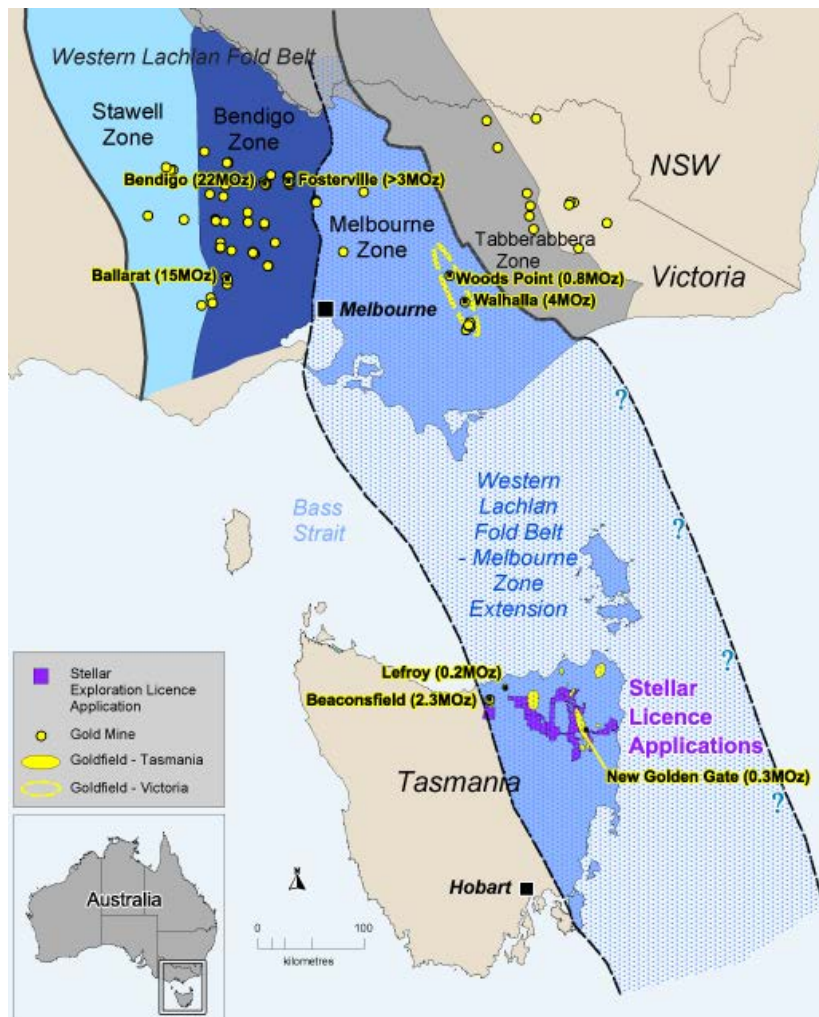 Western Lachlan Fold Belt
Stawell
Zone
Bendigo
Zone
NSW
Bendigo (22MOz)
Fosterville (>3MOz)
Melbourne
Zone
Tabberabbera
Zone
Victoria
Ballarat (15MOz)
Woods Point (0.8MOz)
Walhalla (4MOz)
Melbourne
?
Western
Lachlan
Fold Belt
- Melbourne
Zone
Extension
Bass
Strait
?
?
Lefroy (0.2MOz)
Beaconsfield (2.3MOz)
Stellar
Licence
Applications
New Golden Gate (0.3MOz)
?
Tasmania
Hobart
Stellar
Exploration Licence
Application
Gold Mine
Goldfield - Tasmania
Goldfield - Victoria
Australia
N
0
100
kilometres